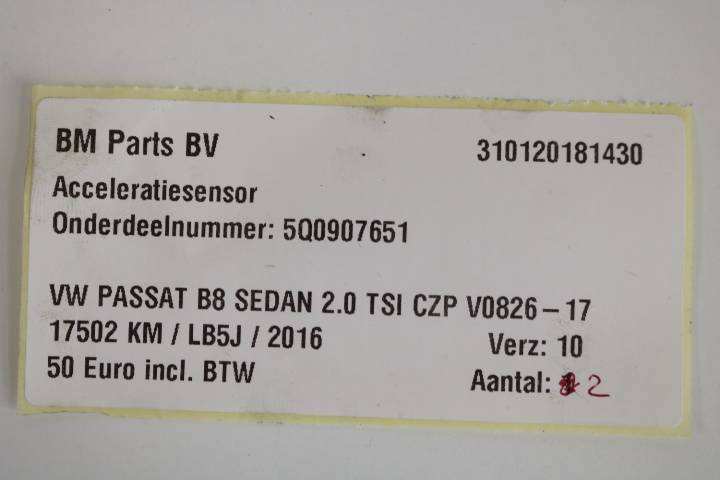 BM Parts BV 310120181430
Acceleratiesensor
Onderdeelnummer: 5Q0907651
VW PASSAT B8 SEDAN 2.0 TSI CZP V0826-17
17502 KM / LB5J / 2016 Verz: 10
50 Euro incl. BTW Aantal: 2